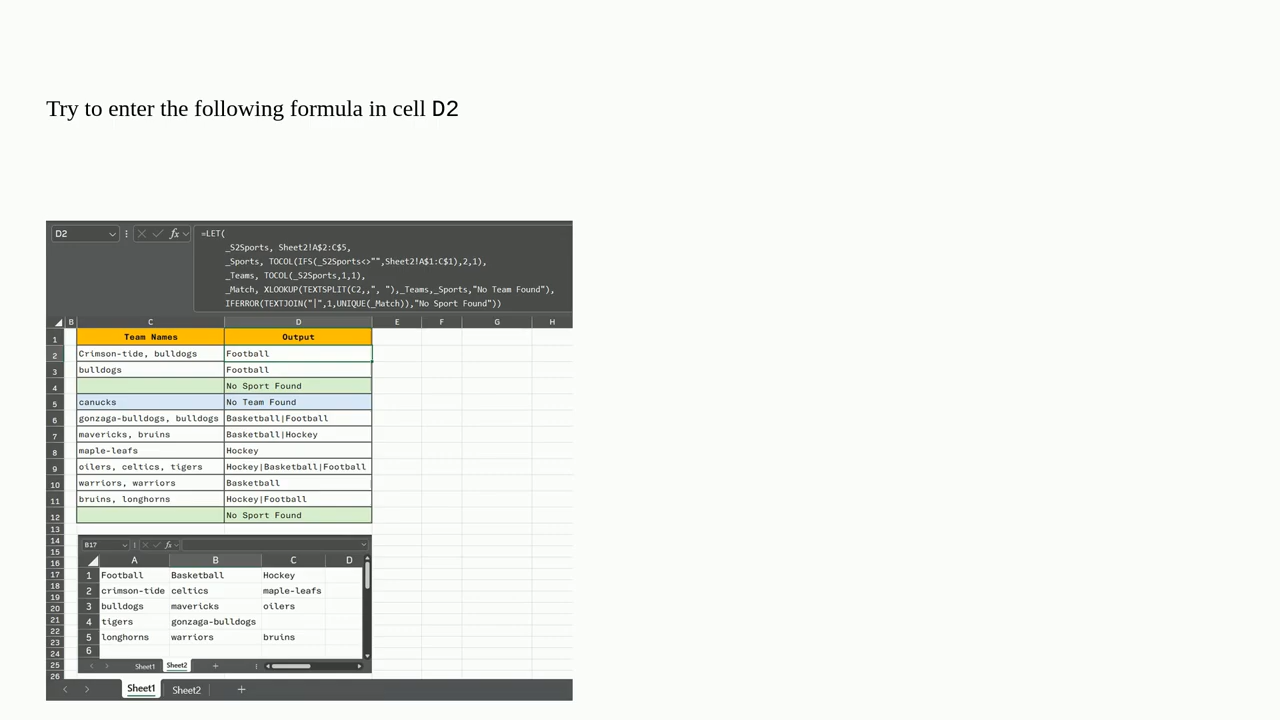 Try to enter the following formula in cell D2
D2
fx
=LET(
_S2Sports, Sheet2!A$2:C$5,
_Sports, TOCOL(IFS(_S2Sports<>"",Sheet2!A$1:C$1),2,1),
_Teams, TOCOL(_S2Sports,1,1),
_Match, XLOOKUP(TEXTSPLIT(C2,,", "),_Teams,_Sports,"No Team Found"),
IFERROR(TEXTJOIN("|",1,UNIQUE(_Match)),"No Sport Found"))
B C D E F G H
1 Team Names Output
2 Crimson-tide, bulldogs Football
3 bulldogs Football
4 No Sport Found
5 canucks No Team Found
6 gonzaga-bulldogs, bulldogs Basketball|Football
7 mavericks, bruins Basketball|Hockey
8 maple-leafs Hockey
9 oilers, celtics, tigers Hockey|Basketball|Football
10 warriors, warriors Basketball
11 bruins, longhorns Hockey|Football
12 No Sport Found
13
14
15
16
17
18
19
20
21
22
23
24
25
26
B17 fx
A B C D
1 Football Basketball Hockey
2 crimson-tide celtics maple-leafs
3 bulldogs mavericks oilers
4 tigers gonzaga-bulldogs
5 longhorns warriors bruins
6
Sheet1 Sheet2 +
Sheet1 Sheet2 +